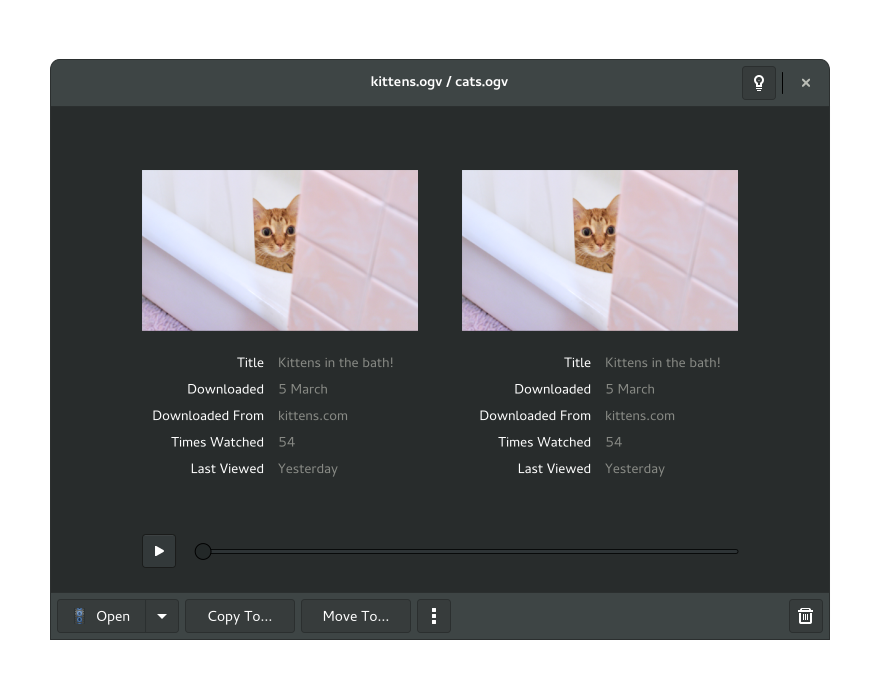 kittens.ogv / cats.ogv
Title Kittens in the bath!
Downloaded 5 March
Downloaded From kittens.com
Times Watched 54
Last Viewed Yesterday
Title Kittens in the bath!
Downloaded 5 March
Downloaded From kittens.com
Times Watched 54
Last Viewed Yesterday
Open
Copy To...
Move To...